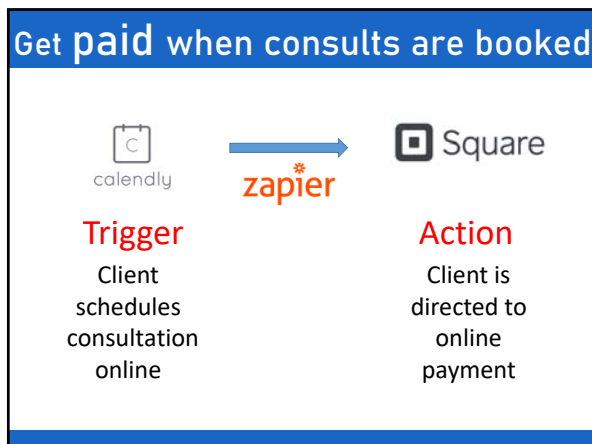 Get paid when consults are booked
C
calendly
zapier
Square
Trigger
Client
schedules
consultation
online
Action
Client is
directed to
online
payment